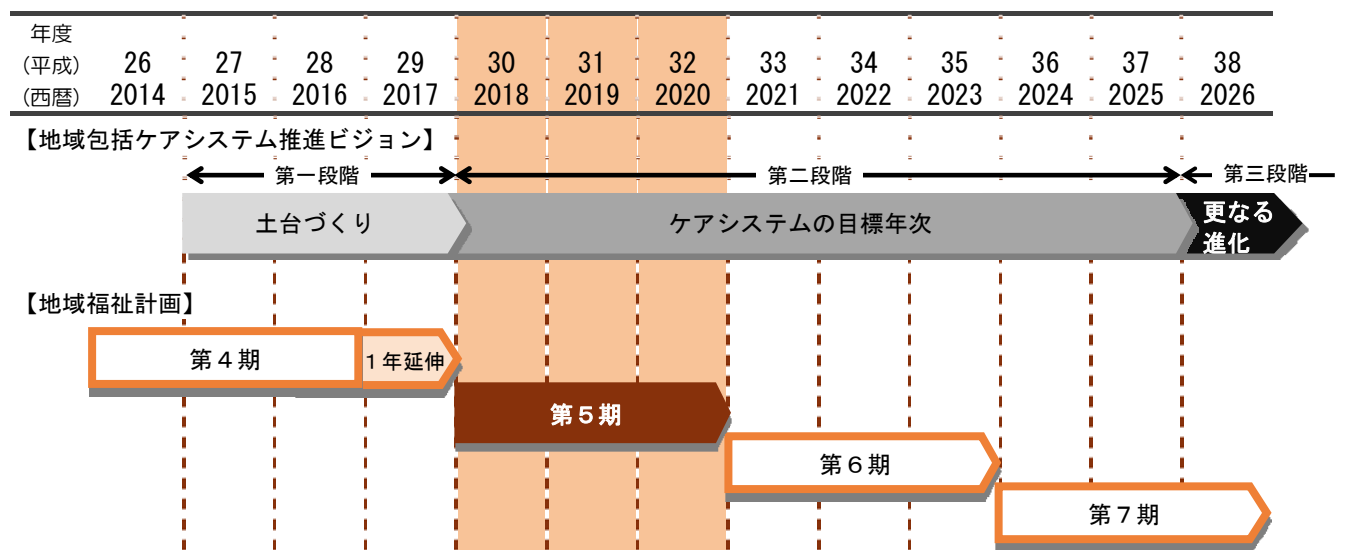 年度
(平成) 26 27 28 29 30 31 32 33 34 35 36 37 38
(西暦) 2014 2015 2016 2017 2018 2019 2020 2021 2022 2023 2024 2025 2026
【地域包括ケアシステム推進ビジョン】
第一段階 第二段階 第三段階
土台づくり ケアシステムの目標年次 更なる
進化
【地域福祉計画】
第4期 1年延伸
第5期
第6期
第7期